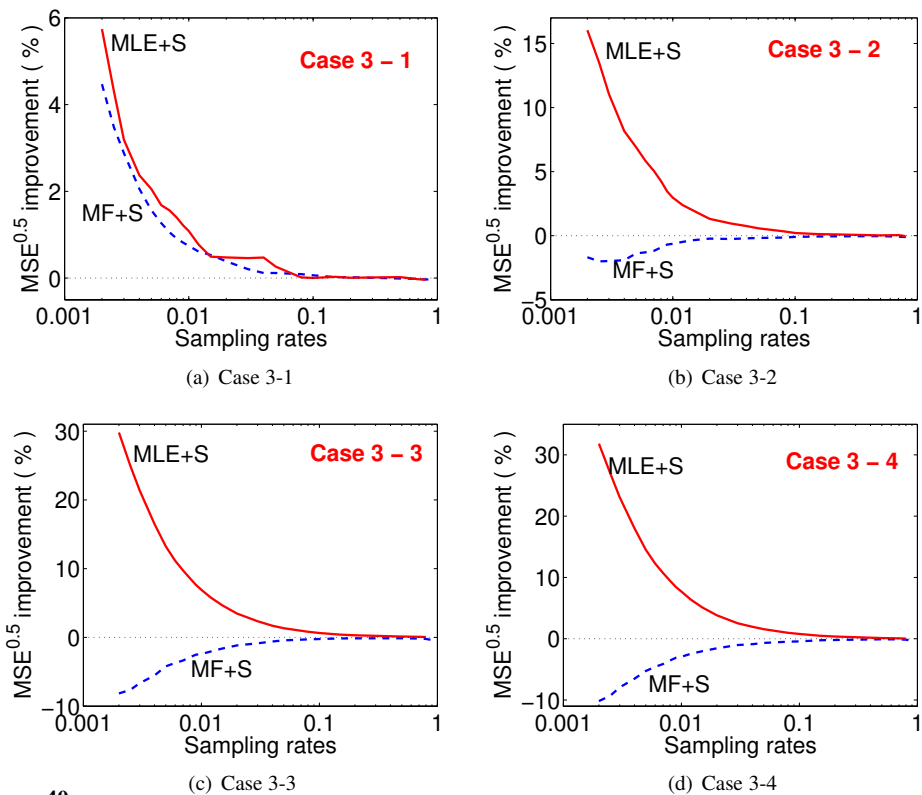 6
4
2
0
0.001
0.01
0.1
1
MSE^0.5 improvement ( % )
Sampling rates
MLE+S
MF+S
Case 3 − 1
(a) Case 3-1
15
10
5
0
−5
0.001
0.01
0.1
1
MSE^0.5 improvement ( % )
Sampling rates
MLE+S
MF+S
Case 3 − 2
(b) Case 3-2
30
20
10
0
−10
0.001
0.01
0.1
1
MSE^0.5 improvement ( % )
Sampling rates
MLE+S
MF+S
Case 3 − 3
(c) Case 3-3
30
20
10
0
−10
0.001
0.01
0.1
1
MSE^0.5 improvement ( % )
Sampling rates
MLE+S
MF+S
Case 3 − 4
(d) Case 3-4